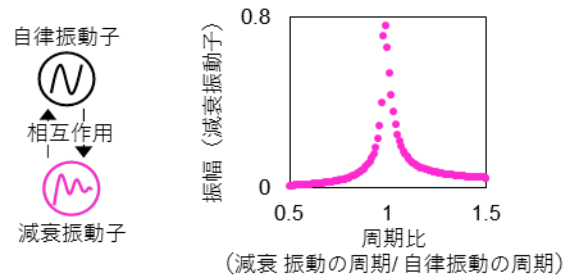 自律振動子
相互作用
減衰振動子
振幅（減衰振動子）
0.8
0
0.5
1
1.5
周期比
（減衰 振動の周期/ 自律振動の周期）